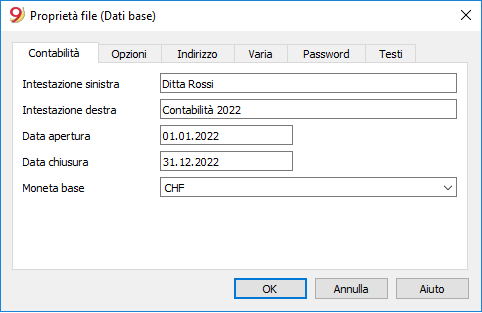 9 Proprietà file (Dati base)
Contabilità Opzioni Indirizzo Varia Password Testi
Intestazione sinistra Ditta Rossi
Intestazione destra Contabilità 2022
Data apertura 01.01.2022
Data chiusura 31.12.2022
Moneta base CHF
OK Annulla Aiuto